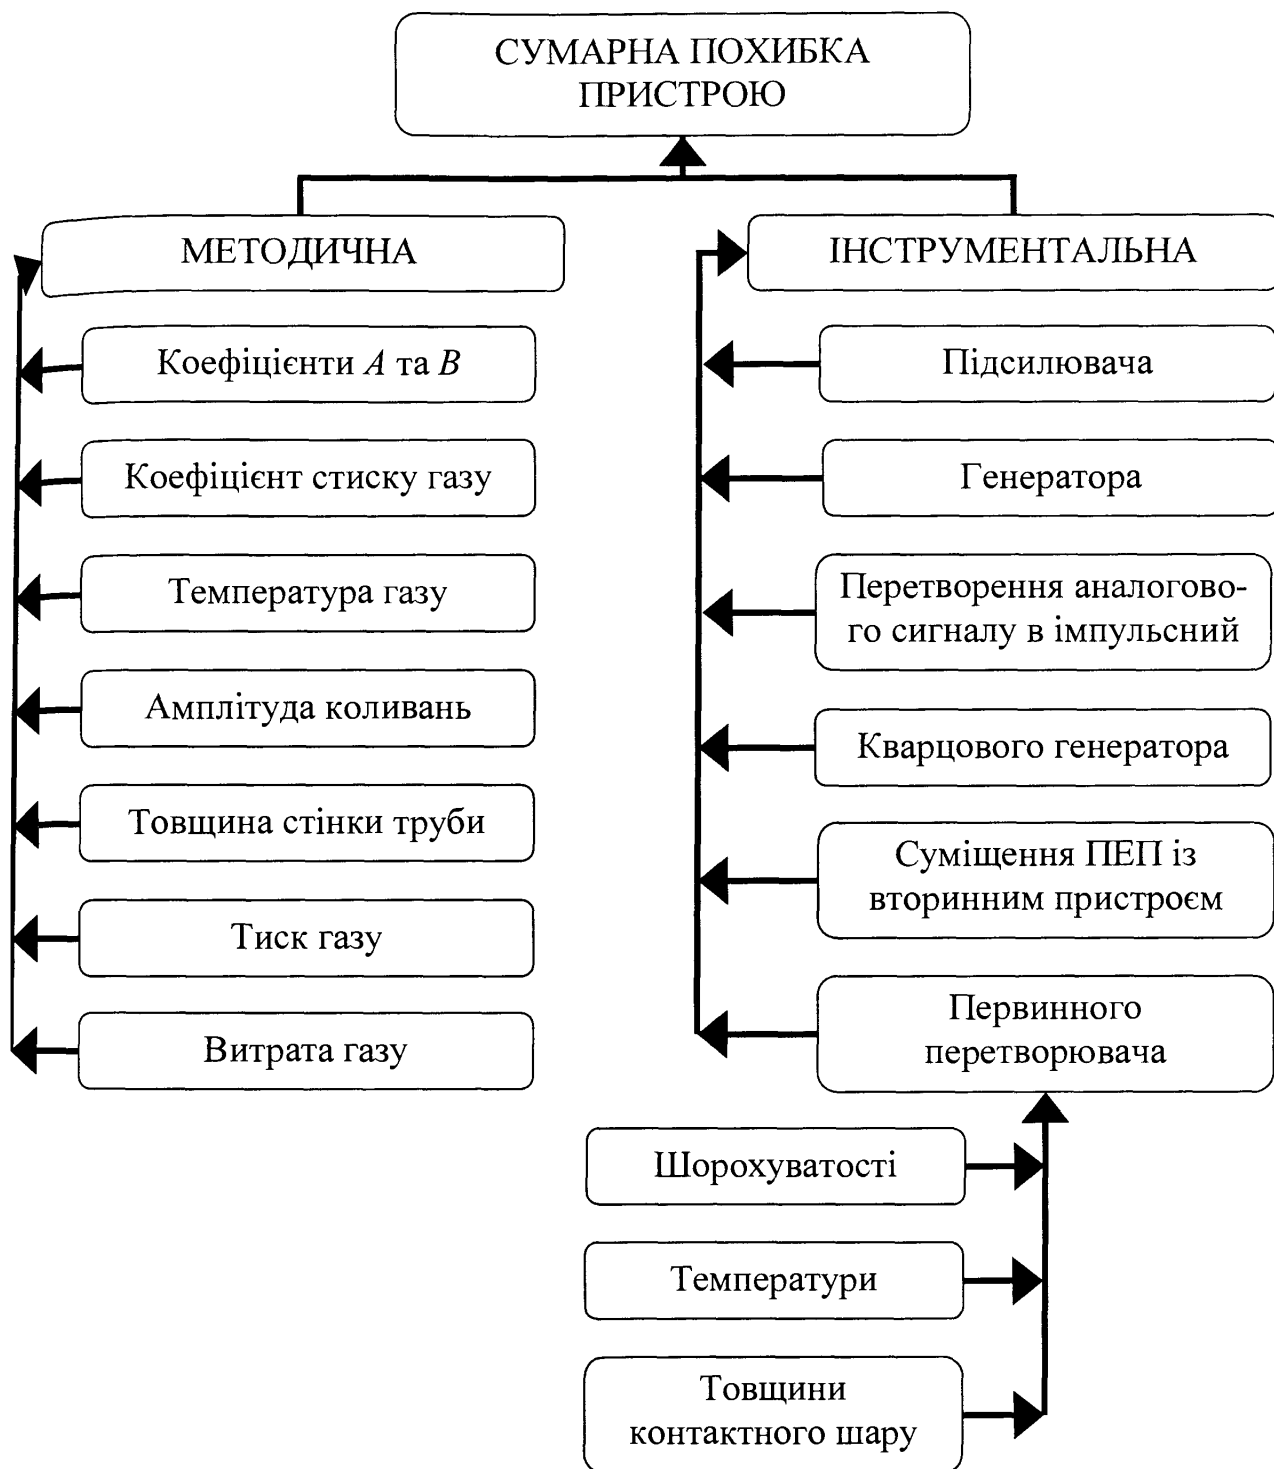 СУМАРНА ПОХИБКА
ПРИСТРОЮ
МЕТОДИЧНА
Коефіцієнти A та B
Коефіцієнт стиску газу
Температура газу
Амплітуда коливань
Товщина стінки труби
Тиск газу
Витрата газу
ІНСТРУМЕНТАЛЬНА
Підсилювача
Генератора
Перетворення аналогово-
го сигналу в імпульсний
Кварцового генератора
Суміщення ПЕП із
вторинним пристроєм
Первинного
перетворювача
Шорохуватості
Температури
Товщини
контактного шару